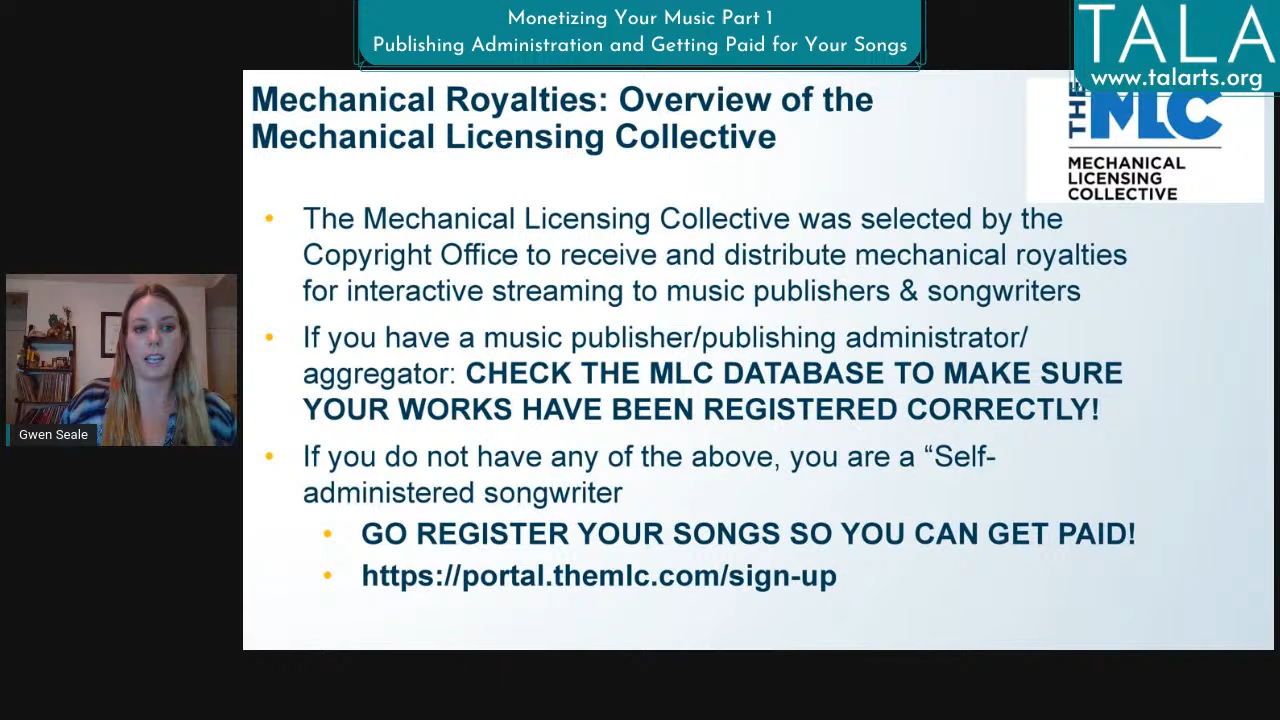 Monetizing Your Music Part 1
Publishing Administration and Getting Paid for Your Songs
TALA
www.talarts.org
Mechanical Royalties: Overview of the
Mechanical Licensing Collective
THE MLC
MECHANICAL
LICENSING
COLLECTIVE
• The Mechanical Licensing Collective was selected by the
Copyright Office to receive and distribute mechanical royalties
for interactive streaming to music publishers & songwriters
• If you have a music publisher/publishing administrator/
aggregator: CHECK THE MLC DATABASE TO MAKE SURE
YOUR WORKS HAVE BEEN REGISTERED CORRECTLY!
• If you do not have any of the above, you are a “Self-
administered songwriter
• GO REGISTER YOUR SONGS SO YOU CAN GET PAID!
• https://portal.themlc.com/sign-up
Gwen Seale